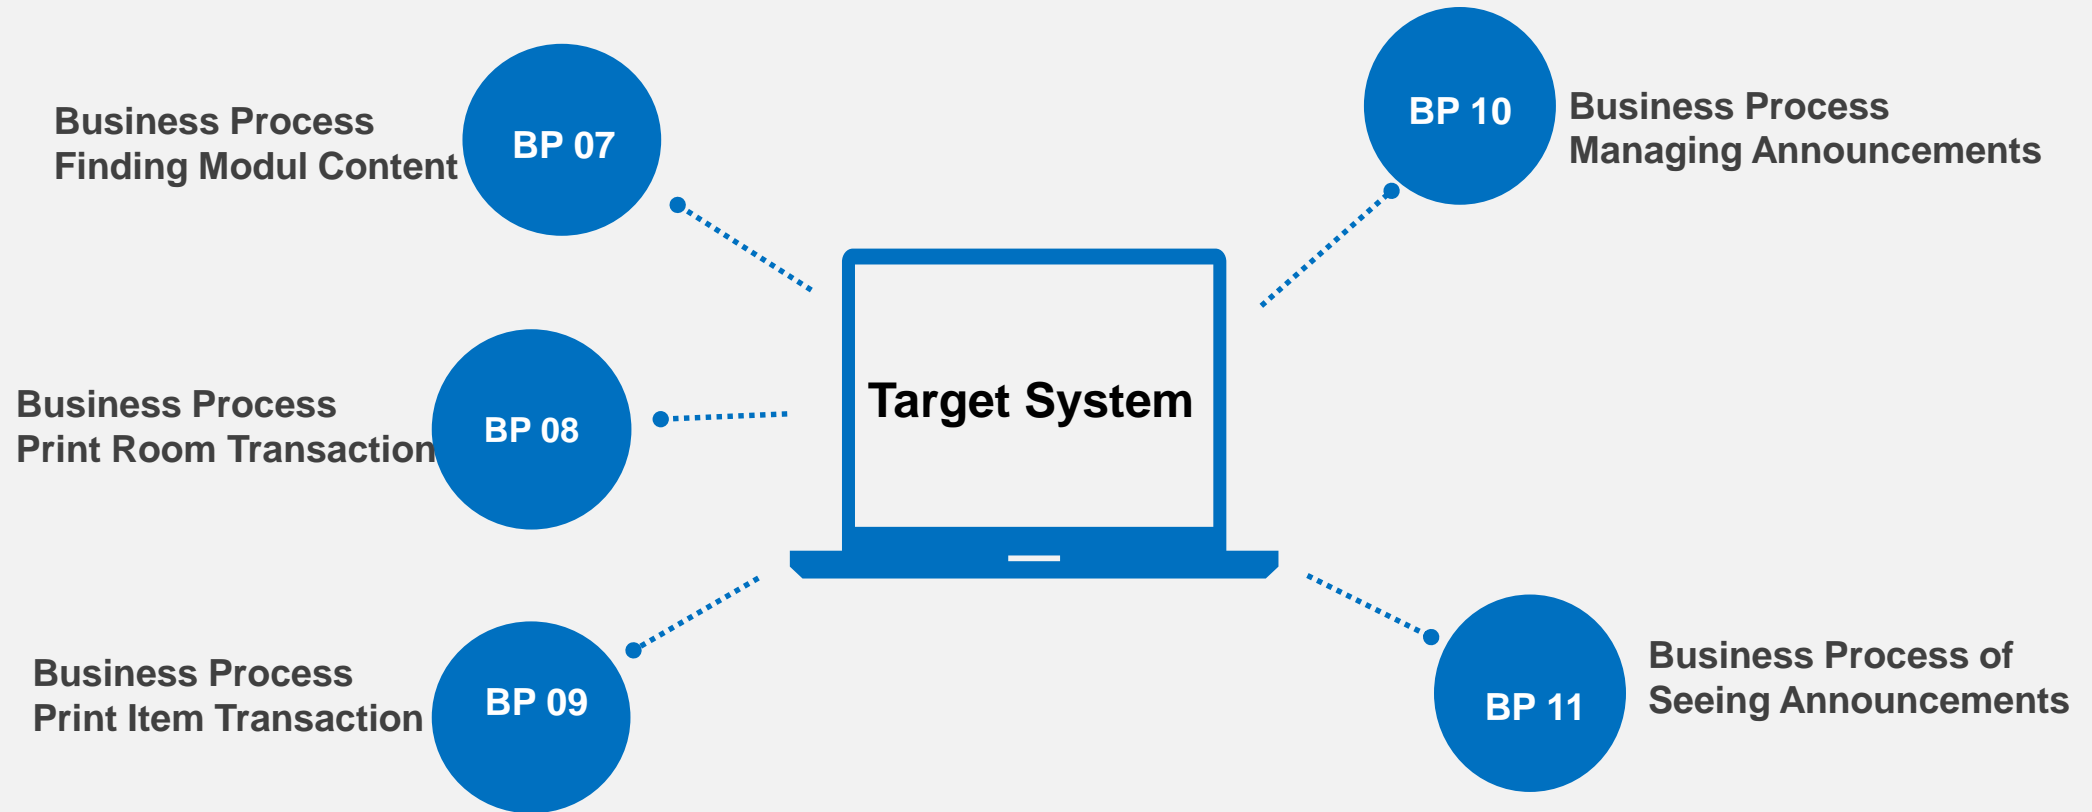 Business Process
Finding Modul Content
BP 07
Business Process
Print Room Transaction
BP 08
Business Process
Print Item Transaction
BP 09
Target System
BP 10
Business Process
Managing Announcements
BP 11
Business Process of
Seeing Announcements